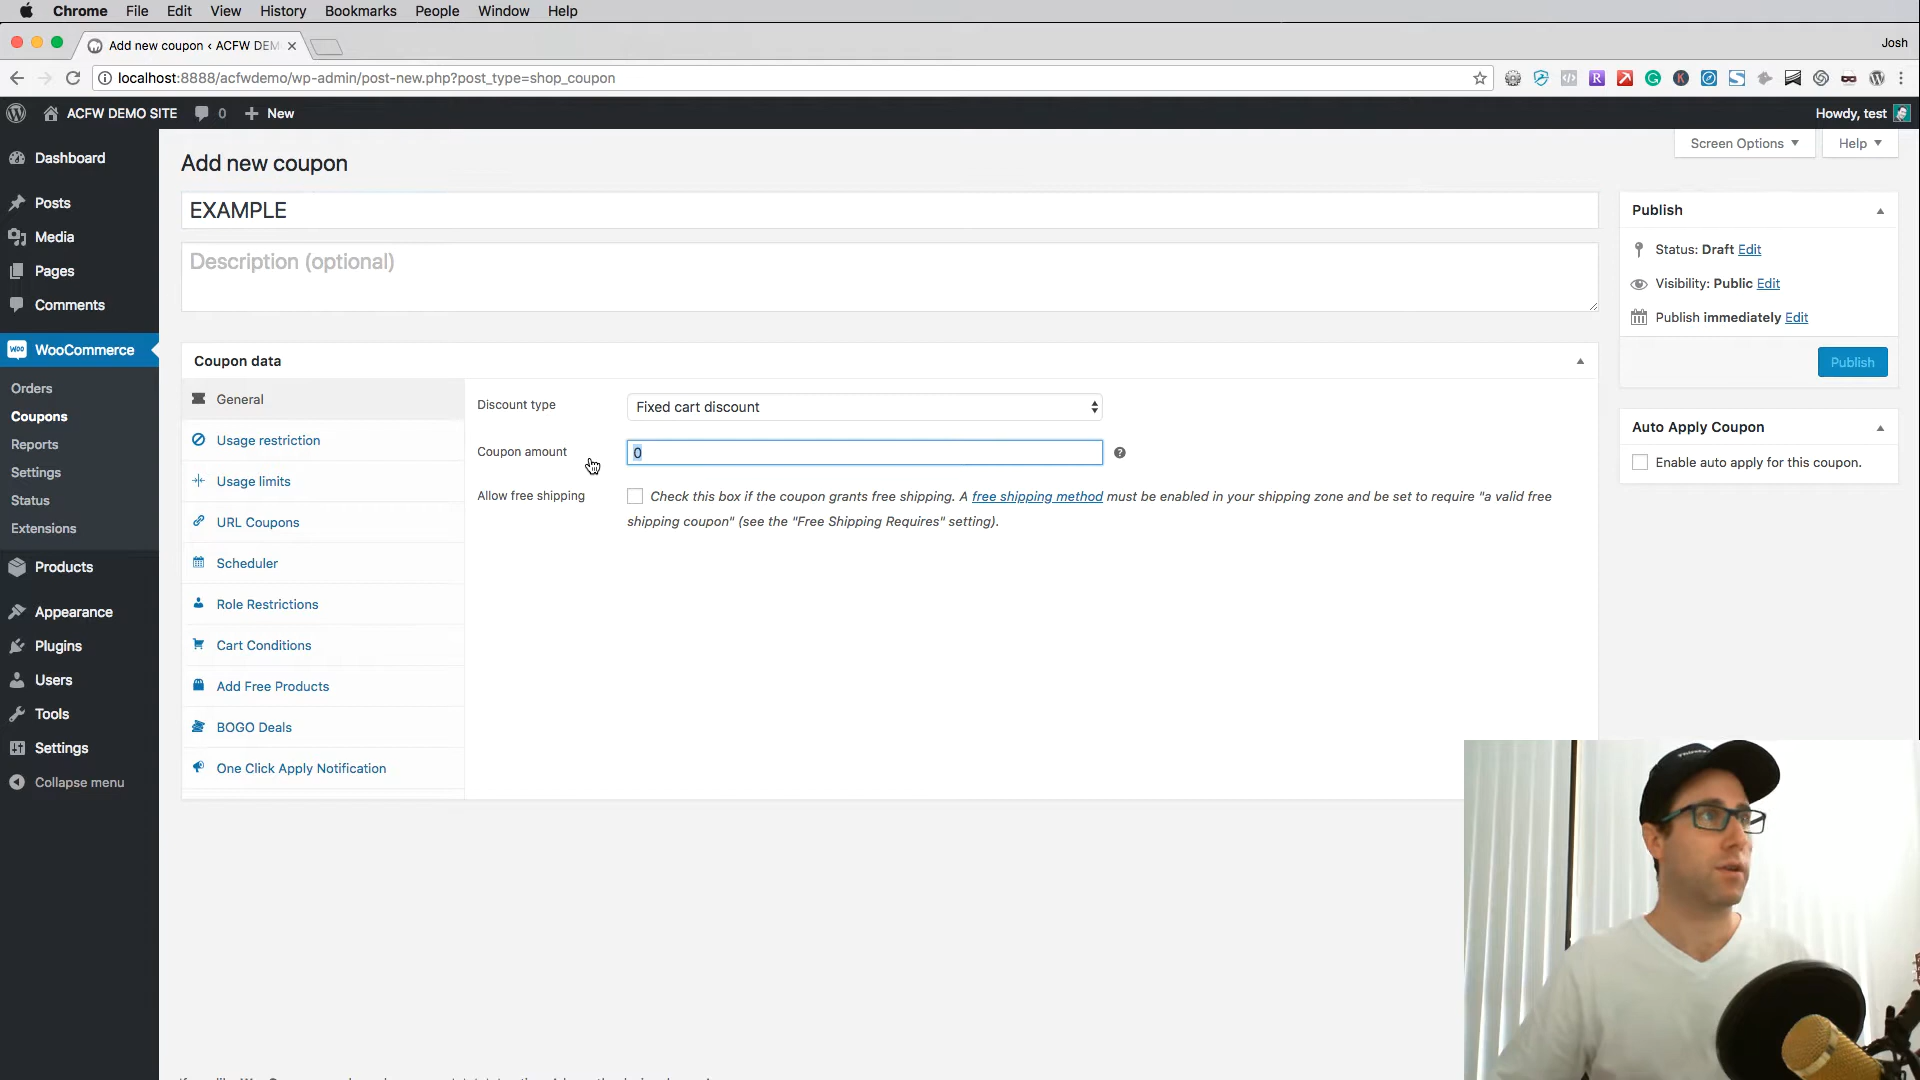 Chrome File Edit View History Bookmarks People Window Help
Add new coupon ‹ ACFW DEM
Josh
localhost:8888/acfwdemo/wp-admin/post-new.php?post_type=shop_coupon
ACFW DEMO SITE 0 New
Howdy, test
Screen Options Help
Dashboard
Posts
Media
Pages
Comments
WooCommerce
Orders
Coupons
Reports
Settings
Status
Extensions
Products
Appearance
Plugins
Users
Tools
Settings
Collapse menu
Add new coupon
EXAMPLE
Description (optional)
Coupon data
General
Usage restriction
Usage limits
URL Coupons
Scheduler
Role Restrictions
Cart Conditions
Add Free Products
BOGO Deals
One Click Apply Notification
Discount type Fixed cart discount
Coupon amount 0
Allow free shipping Check this box if the coupon grants free shipping. A free shipping method must be enabled in your shipping zone and be set to require "a valid free
shipping coupon" (see the "Free Shipping Requires" setting).
Publish
Status: Draft Edit
Visibility: Public Edit
Publish immediately Edit
Publish
Auto Apply Coupon
Enable auto apply for this coupon.